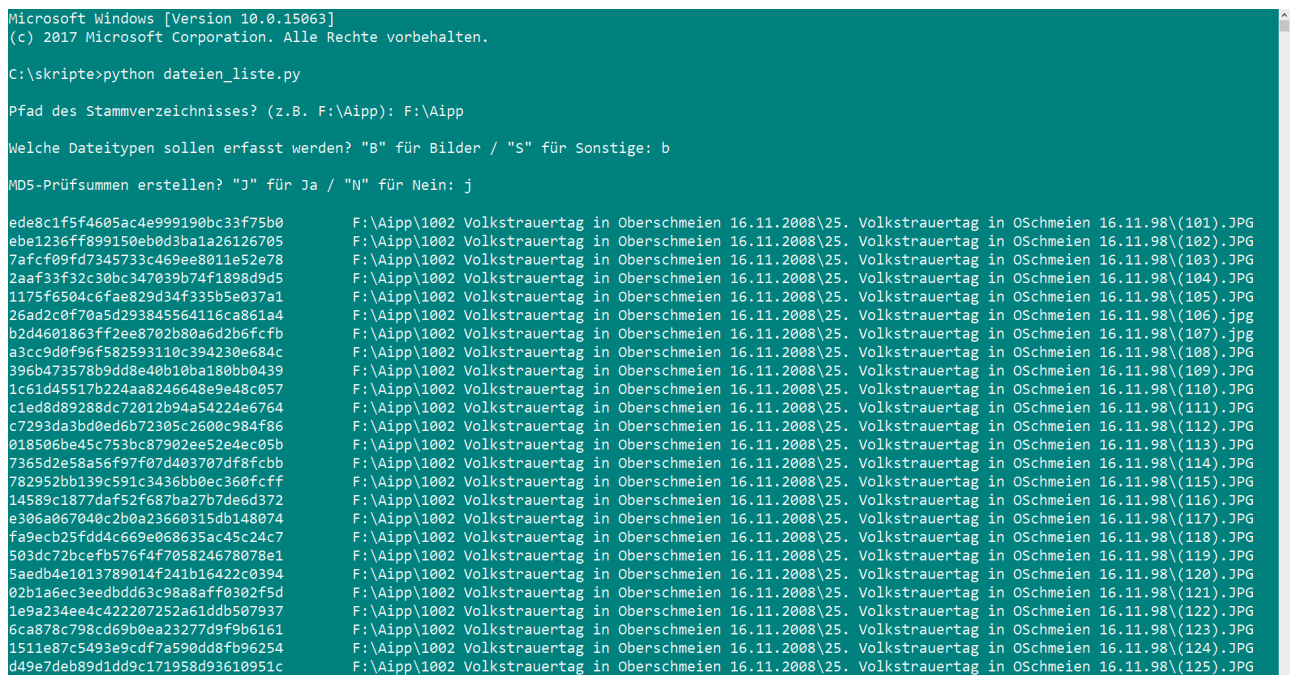 Microsoft Windows [Version 10.0.15063]
(c) 2017 Microsoft Corporation. Alle Rechte vorbehalten.
C:\skripte>python dateien_liste.py
Pfad des Stammverzeichnisses? (z.B. F:\Aipp): F:\Aipp
Welche Dateitypen sollen erfasst werden? "B" für Bilder / "S" für Sonstige: b
MD5-Prüfsummen erstellen? "J" für Ja / "N" für Nein: j
ede8c1f5f4605ac4e999190bc33f75b0 F:\Aipp\1002 Volkstrauertag in Oberschmeien 16.11.2008\25. Volkstrauertag in OSchmeien 16.11.98\(101).JPG
ebe1236ff899150eb0d3ba1a26126705 F:\Aipp\1002 Volkstrauertag in Oberschmeien 16.11.2008\25. Volkstrauertag in OSchmeien 16.11.98\(102).JPG
7afcf09fd7345733c469ee8011e52e78 F:\Aipp\1002 Volkstrauertag in Oberschmeien 16.11.2008\25. Volkstrauertag in OSchmeien 16.11.98\(103).JPG
2aaf33f32c30bc347039b74f1898d9d5 F:\Aipp\1002 Volkstrauertag in Oberschmeien 16.11.2008\25. Volkstrauertag in OSchmeien 16.11.98\(104).JPG
1175f6504c6fae829d34f335b5e037a1 F:\Aipp\1002 Volkstrauertag in Oberschmeien 16.11.2008\25. Volkstrauertag in OSchmeien 16.11.98\(105).JPG
26ad2c0f70a5d293845564116ca861a4 F:\Aipp\1002 Volkstrauertag in Oberschmeien 16.11.2008\25. Volkstrauertag in OSchmeien 16.11.98\(106).jpg
b2d4601863ff2ee8702b80a6d2b6fcfb F:\Aipp\1002 Volkstrauertag in Oberschmeien 16.11.2008\25. Volkstrauertag in OSchmeien 16.11.98\(107).jpg
a3cc9d0f96f582593110c394230e684c F:\Aipp\1002 Volkstrauertag in Oberschmeien 16.11.2008\25. Volkstrauertag in OSchmeien 16.11.98\(108).JPG
396b473578b9dd8e40b10ba180bb0439 F:\Aipp\1002 Volkstrauertag in Oberschmeien 16.11.2008\25. Volkstrauertag in OSchmeien 16.11.98\(109).JPG
1c61d45517b224aa8246648e9e48c057 F:\Aipp\1002 Volkstrauertag in Oberschmeien 16.11.2008\25. Volkstrauertag in OSchmeien 16.11.98\(110).JPG
c1ed8d89288dc72012b94a54224e6764 F:\Aipp\1002 Volkstrauertag in Oberschmeien 16.11.2008\25. Volkstrauertag in OSchmeien 16.11.98\(111).JPG
c7293da3bd0ed6b72305c2600c984f86 F:\Aipp\1002 Volkstrauertag in Oberschmeien 16.11.2008\25. Volkstrauertag in OSchmeien 16.11.98\(112).JPG
018506be45c753bc87902ee52e4ec05b F:\Aipp\1002 Volkstrauertag in Oberschmeien 16.11.2008\25. Volkstrauertag in OSchmeien 16.11.98\(113).JPG
7365d2e58a56f97f07d403707df8fcbb F:\Aipp\1002 Volkstrauertag in Oberschmeien 16.11.2008\25. Volkstrauertag in OSchmeien 16.11.98\(114).JPG
782952bb139c591c3436bb0ec360fcff F:\Aipp\1002 Volkstrauertag in Oberschmeien 16.11.2008\25. Volkstrauertag in OSchmeien 16.11.98\(115).JPG
14589c1877daf52f687ba27b7de6d372 F:\Aipp\1002 Volkstrauertag in Oberschmeien 16.11.2008\25. Volkstrauertag in OSchmeien 16.11.98\(116).JPG
e306a067040c2b0a23660315db148074 F:\Aipp\1002 Volkstrauertag in Oberschmeien 16.11.2008\25. Volkstrauertag in OSchmeien 16.11.98\(117).JPG
fa9ecb25fdd4c669e068635ac45c24c7 F:\Aipp\1002 Volkstrauertag in Oberschmeien 16.11.2008\25. Volkstrauertag in OSchmeien 16.11.98\(118).JPG
503dc72bcefb576f4f705824678078e1 F:\Aipp\1002 Volkstrauertag in Oberschmeien 16.11.2008\25. Volkstrauertag in OSchmeien 16.11.98\(119).JPG
5aedb4e1013789014f241b16422c0394 F:\Aipp\1002 Volkstrauertag in Oberschmeien 16.11.2008\25. Volkstrauertag in OSchmeien 16.11.98\(120).JPG
02b1a6ec3eedbdd63c98a8aff0302f5d F:\Aipp\1002 Volkstrauertag in Oberschmeien 16.11.2008\25. Volkstrauertag in OSchmeien 16.11.98\(121).JPG
1e9a234ee4c422207252a61ddb507937 F:\Aipp\1002 Volkstrauertag in Oberschmeien 16.11.2008\25. Volkstrauertag in OSchmeien 16.11.98\(122).JPG
6ca878c798cd69b0ea23277d9f9b6161 F:\Aipp\1002 Volkstrauertag in Oberschmeien 16.11.2008\25. Volkstrauertag in OSchmeien 16.11.98\(123).JPG
1511e87c5493e9cdf7a590dd8fb96254 F:\Aipp\1002 Volkstrauertag in Oberschmeien 16.11.2008\25. Volkstrauertag in OSchmeien 16.11.98\(124).JPG
d49e7deb89d1dd9c171958d93610951c F:\Aipp\1002 Volkstrauertag in Oberschmeien 16.11.2008\25. Volkstrauertag in OSchmeien 16.11.98\(125).JPG